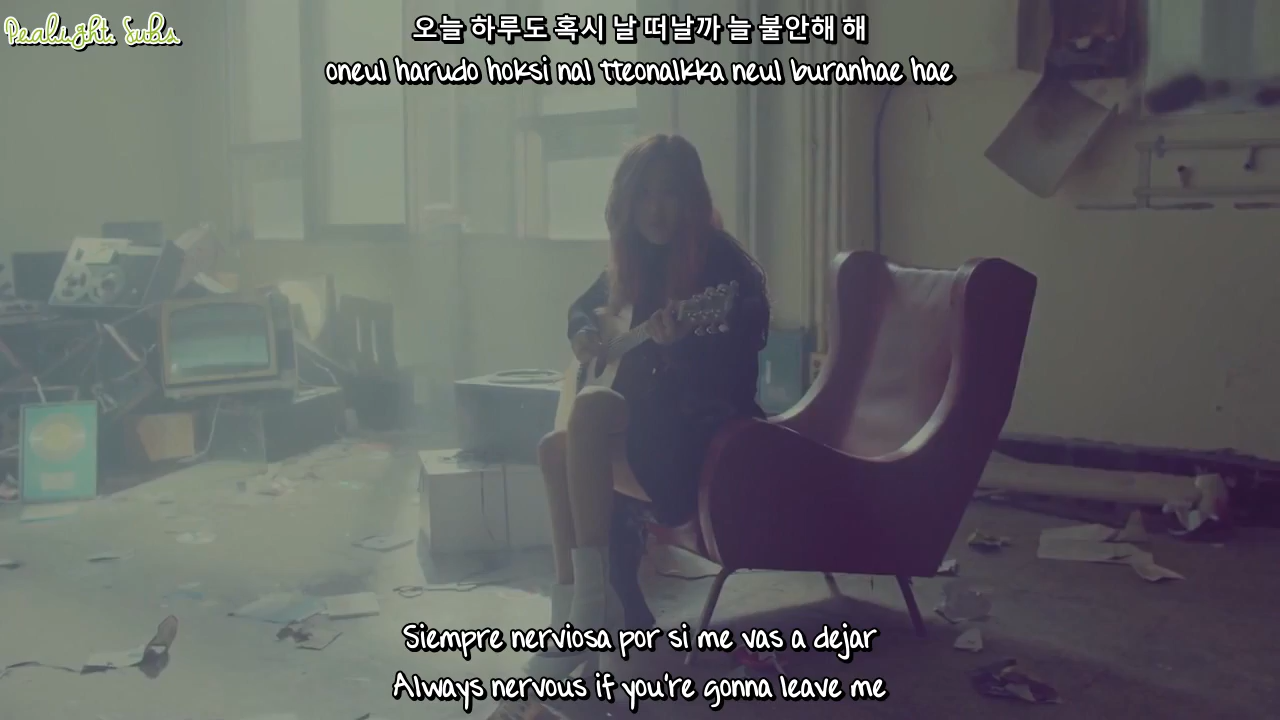 Pealight Subs
오늘 하루도 혹시 날 떠날까 늘 불안해 해
oneul harudo hoksi nal tteonalkka neul buranhae hae
Siempre nerviosa por si me vas a dejar
Always nervous if you're gonna leave me